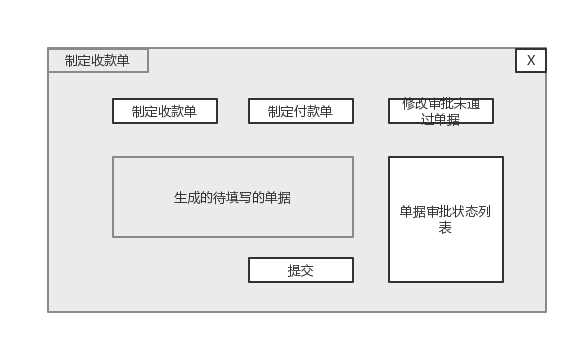 制定收款单
X
制定收款单
制定付款单
修改审批未通
过单据
生成的待填写的单据
单据审批状态列
表
提交